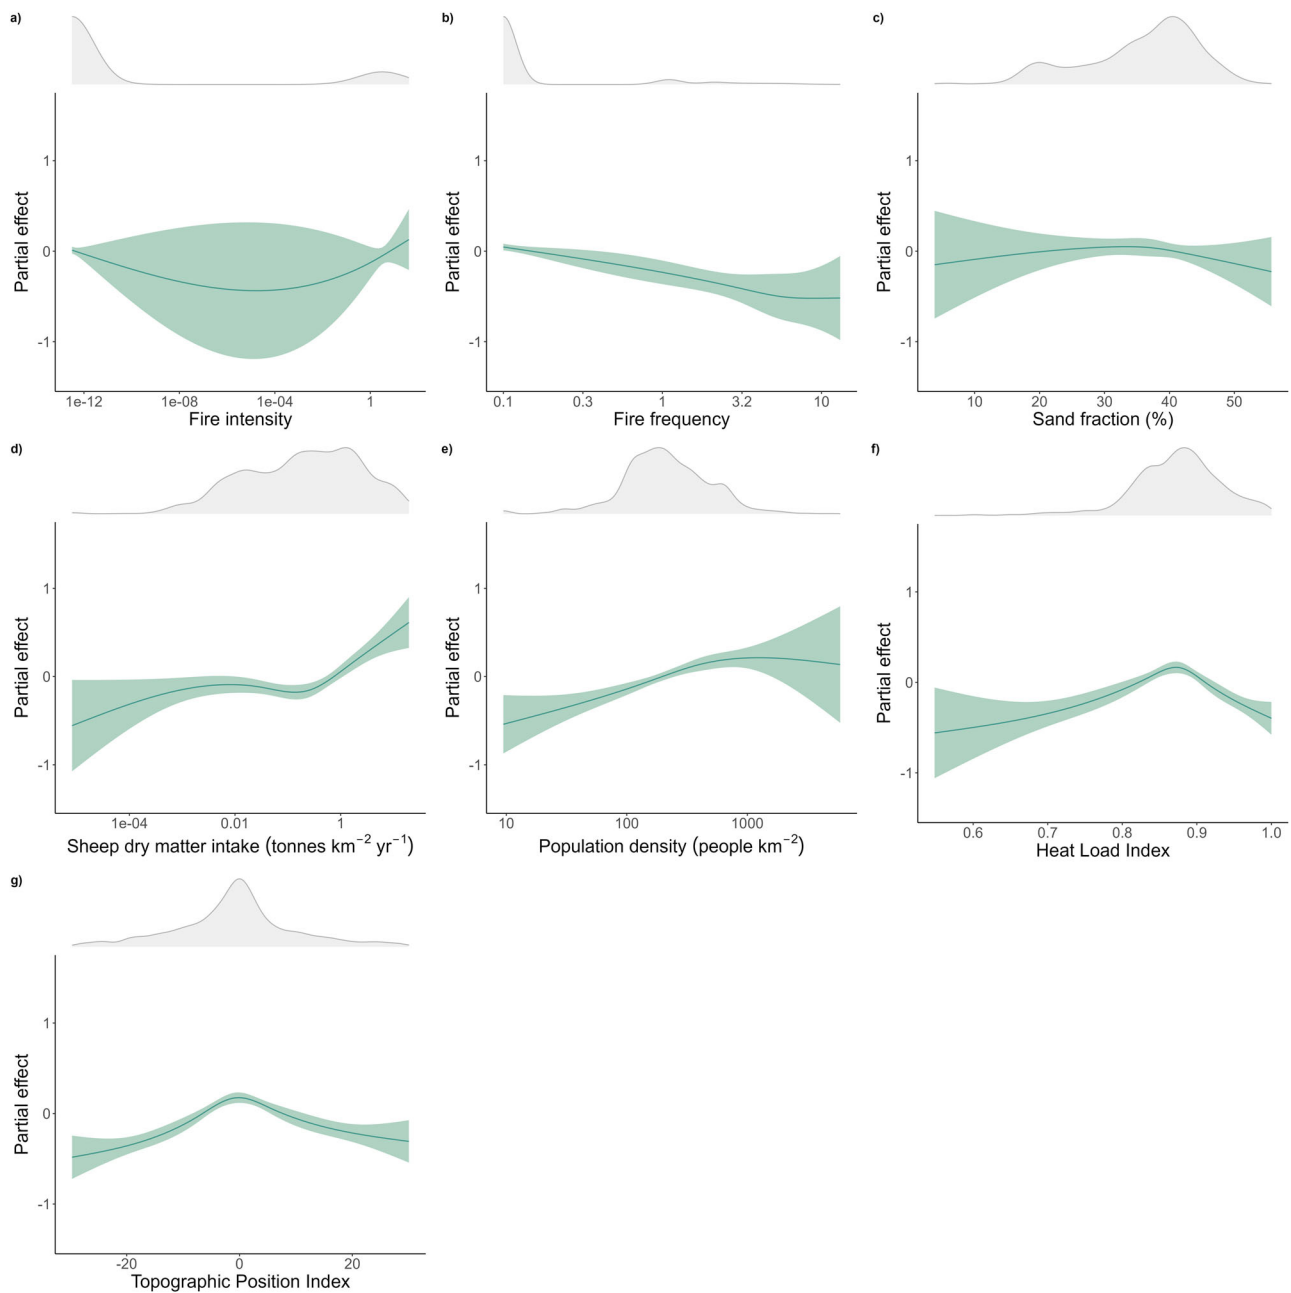 a)
1
0
-1
Partial effect
1e-12 1e-08 1e-04 1
Fire intensity
b)
1
0
-1
Partial effect
0.1 0.3 1 3.2 10
Fire frequency
c)
1
0
-1
Partial effect
10 20 30 40 50
Sand fraction (%)
d)
1
0
-1
Partial effect
1e-04 0.01 1
Sheep dry matter intake (tonnes km⁻² yr⁻¹)
e)
1
0
-1
Partial effect
10 100 1000
Population density (people km⁻²)
f)
1
0
-1
Partial effect
0.6 0.7 0.8 0.9 1.0
Heat Load Index
g)
1
0
-1
Partial effect
-20 0 20
Topographic Position Index